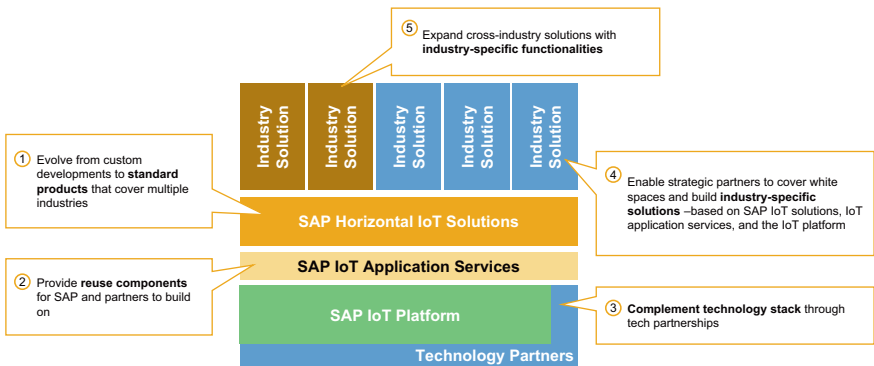 ⑤ Expand cross-industry solutions with
industry-specific functionalities
Industry
Solution
Industry
Solution
Industry
Solution
Industry
Solution
Industry
Solution
① Evolve from custom
developments to standard
products that cover multiple
industries
④ Enable strategic partners to cover white
spaces and build industry-specific
solutions –based on SAP IoT solutions, IoT
application services, and the IoT platform
SAP Horizontal IoT Solutions
SAP IoT Application Services
② Provide reuse components
for SAP and partners to build
on
SAP IoT Platform
③ Complement technology stack through
tech partnerships
Technology Partners